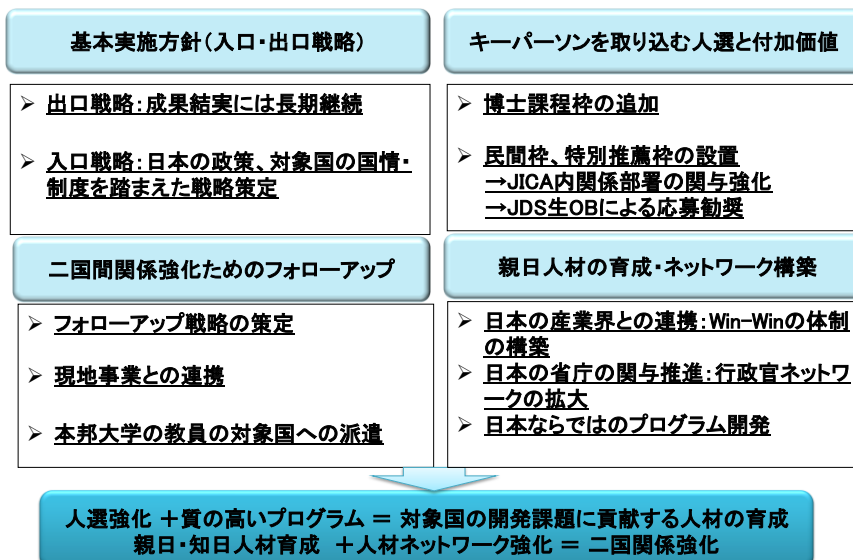 基本実施方針(入口・出口戦略)
➢ 出口戦略:成果結実には長期継続
➢ 入口戦略:日本の政策、対象国の国情・
制度を踏まえた戦略策定
キーパーソンを取り込む人選と付加価値
➢ 博士課程枠の追加
➢ 民間枠、特別推薦枠の設置
→JICA内関係部署の関与強化
→JDS生OBによる応募勧奨
二国間関係強化ためのフォローアップ
➢ フォローアップ戦略の策定
➢ 現地事業との連携
➢ 本邦大学の教員の対象国への派遣
親日人材の育成・ネットワーク構築
➢ 日本の産業界との連携:Win-Winの体制
の構築
➢ 日本の省庁の関与推進:行政官ネットワ
ークの拡大
➢ 日本ならではのプログラム開発
人選強化 +質の高いプログラム = 対象国の開発課題に貢献する人材の育成
親日・知日人材育成 +人材ネットワーク強化 = 二国間関係強化